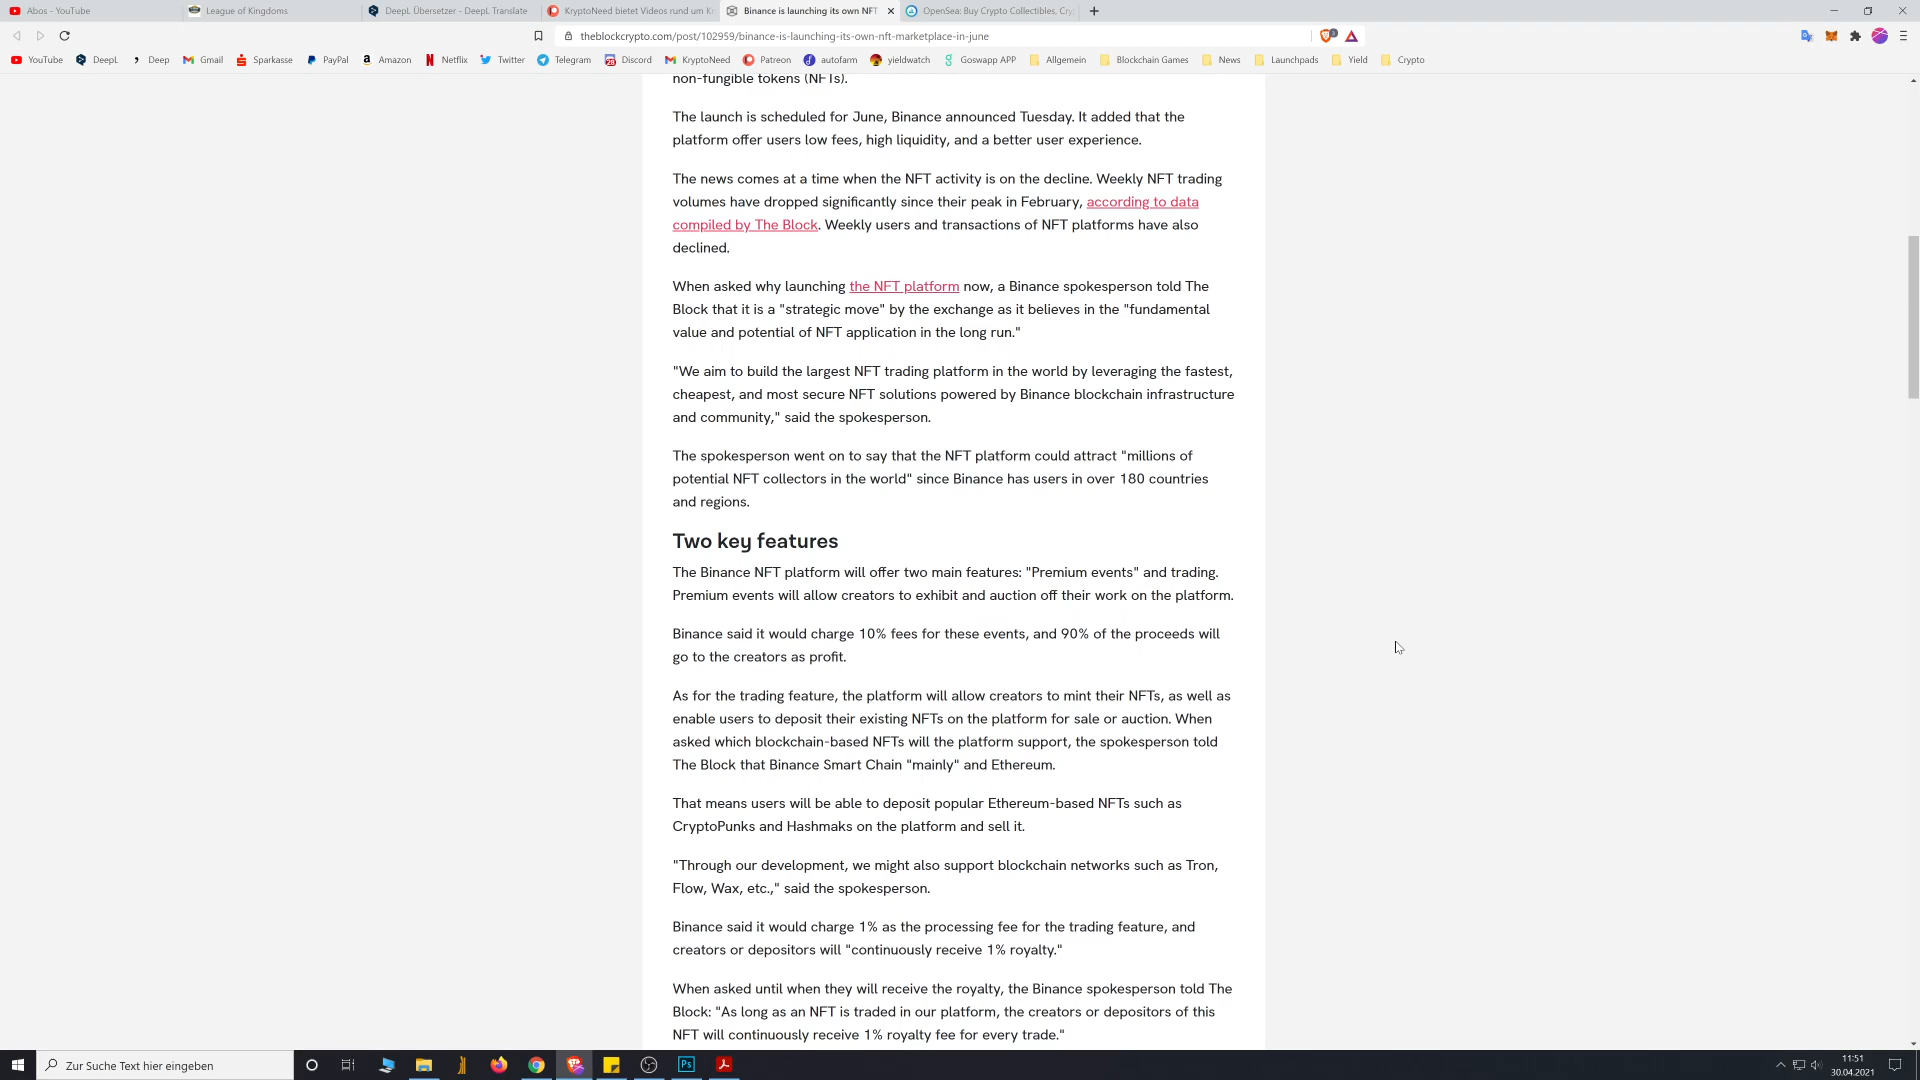 Abos - YouTube
League of Kingdoms
DeepL Übersetzer - DeepL Translate
KryptoNeed bietet Videos rund um Kr
Binance is launching its own NFT
OpenSea: Buy Crypto Collectibles, Cry
theblockcrypto.com/post/102959/binance-is-launching-its-own-nft-marketplace-in-june
YouTube
DeepL
Deep
Gmail
Sparkasse
PayPal
Amazon
Netflix
Twitter
Telegram
Discord
KryptoNeed
Patreon
autofarm
yieldwatch
Goswapp APP
Allgemein
Blockchain Games
News
Launchpads
Yield
Crypto
non-fungible tokens (NFTs).
The launch is scheduled for June, Binance announced Tuesday. It added that the
platform offer users low fees, high liquidity, and a better user experience.
The news comes at a time when the NFT activity is on the decline. Weekly NFT trading
volumes have dropped significantly since their peak in February, according to data
compiled by The Block. Weekly users and transactions of NFT platforms have also
declined.
When asked why launching the NFT platform now, a Binance spokesperson told The
Block that it is a "strategic move" by the exchange as it believes in the "fundamental
value and potential of NFT application in the long run."
"We aim to build the largest NFT trading platform in the world by leveraging the fastest,
cheapest, and most secure NFT solutions powered by Binance blockchain infrastructure
and community," said the spokesperson.
The spokesperson went on to say that the NFT platform could attract "millions of
potential NFT collectors in the world" since Binance has users in over 180 countries
and regions.
Two key features
The Binance NFT platform will offer two main features: "Premium events" and trading.
Premium events will allow creators to exhibit and auction off their work on the platform.
Binance said it would charge 10% fees for these events, and 90% of the proceeds will
go to the creators as profit.
As for the trading feature, the platform will allow creators to mint their NFTs, as well as
enable users to deposit their existing NFTs on the platform for sale or auction. When
asked which blockchain-based NFTs will the platform support, the spokesperson told
The Block that Binance Smart Chain "mainly" and Ethereum.
That means users will be able to deposit popular Ethereum-based NFTs such as
CryptoPunks and Hashmaks on the platform and sell it.
"Through our development, we might also support blockchain networks such as Tron,
Flow, Wax, etc.," said the spokesperson.
Binance said it would charge 1% as the processing fee for the trading feature, and
creators or depositors will "continuously receive 1% royalty."
When asked until when they will receive the royalty, the Binance spokesperson told The
Block: "As long as an NFT is traded in our platform, the creators or depositors of this
NFT will continuously receive 1% royalty fee for every trade."
Zur Suche Text hier eingeben
Ps
11:51
30.04.2021